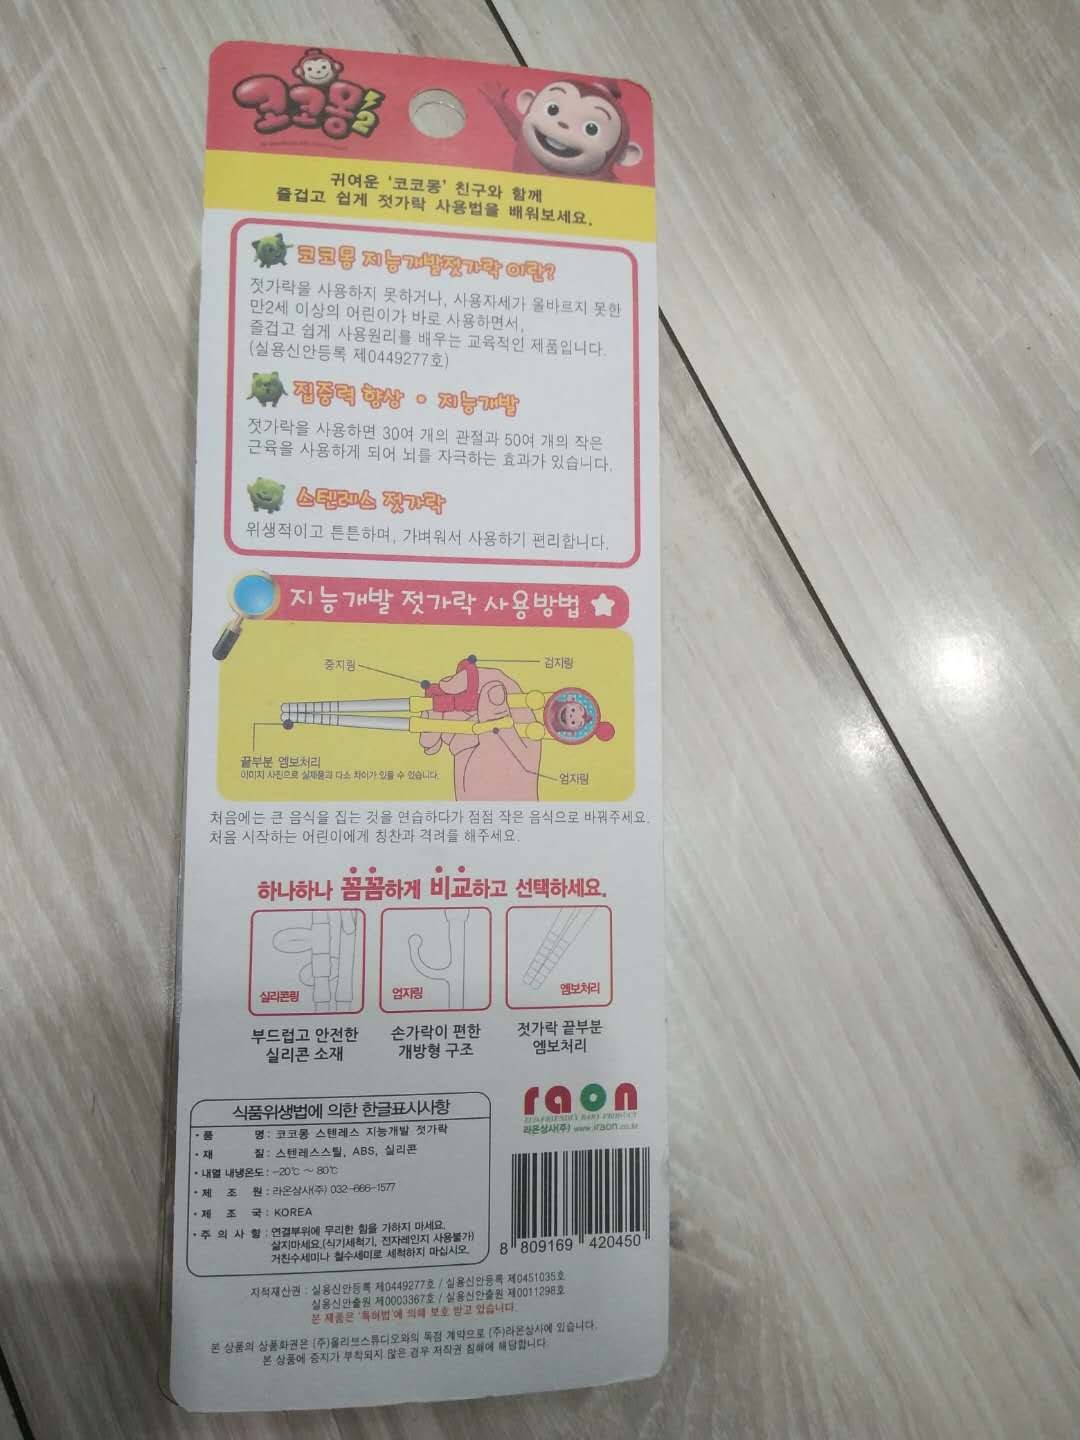 코코몽 2
귀여운 '코코몽' 친구와 함께
즐겁고 쉽게 젓가락 사용법을 배워보세요.
코코몽 지능개발젓가락 이란?
젓가락을 사용하지 못하거나, 사용자세가 올바르지 못한
만2세 이상의 어린이가 바로 사용하면서,
즐겁고 쉽게 사용원리를 배우는 교육적인 제품입니다.
(실용신안등록 제0449277호)
집중력 향상 • 지능개발
젓가락을 사용하면 30여 개의 관절과 50여 개의 작은
근육을 사용하게 되어 뇌를 자극하는 효과가 있습니다.
스텐레스 젓가락
위생적이고 튼튼하며, 가벼워서 사용하기 편리합니다.
지능개발 젓가락 사용방법
중지링
검지링
끝부분 엠보처리
이미지 사진으로 실제품과 다소 차이가 있을 수 있습니다.
엄지링
처음에는 큰 음식을 집는 것을 연습하다가 점점 작은 음식으로 바꿔주세요.
처음 시작하는 어린이에게 칭찬과 격려를 해주세요.
하나하나 꼼꼼하게 비교하고 선택하세요.
실리콘링
엄지링
엠보처리
부드럽고 안전한
실리콘 소재
손가락이 편한
개방형 구조
젓가락 끝부분
엠보처리
식품위생법에 의한 한글표시사항
• 품 명 : 코코몽 스텐레스 지능개발 젓가락
• 재 질 : 스텐레스스틸, ABS, 실리콘
• 내열 내냉온도 : -20℃ ~ 80℃
• 제 조 원 : 라온상사(주) 032-666-1577
• 제 조 국 : KOREA
• 주 의 사 항 : 연결부위에 무리한 힘을 가하지 마세요.
삶지마세요.(식기세척기, 전자레인지 사용불가)
거친수세미나 철수세미로 세척하지 마십시오.
raon
ECO-FRIENDLY BABY PRODUCT
라온상사(주) www.iraon.co.kr
8 809169 420450
지적재산권 : 실용신안등록 제0449277호 / 실용신안등록 제0451035호
실용신안출원 제0003367호 / 실용신안출원 제0011298호
본 제품은 '특허법'에 의해 보호 받고 있습니다.
본 상품의 상품화권은 (주)올리브스튜디오와의 독점 계약으로 (주)라온상사에 있습니다.
본 상품에 증지가 부착되지 않은 경우 저작권 침해에 해당합니다.